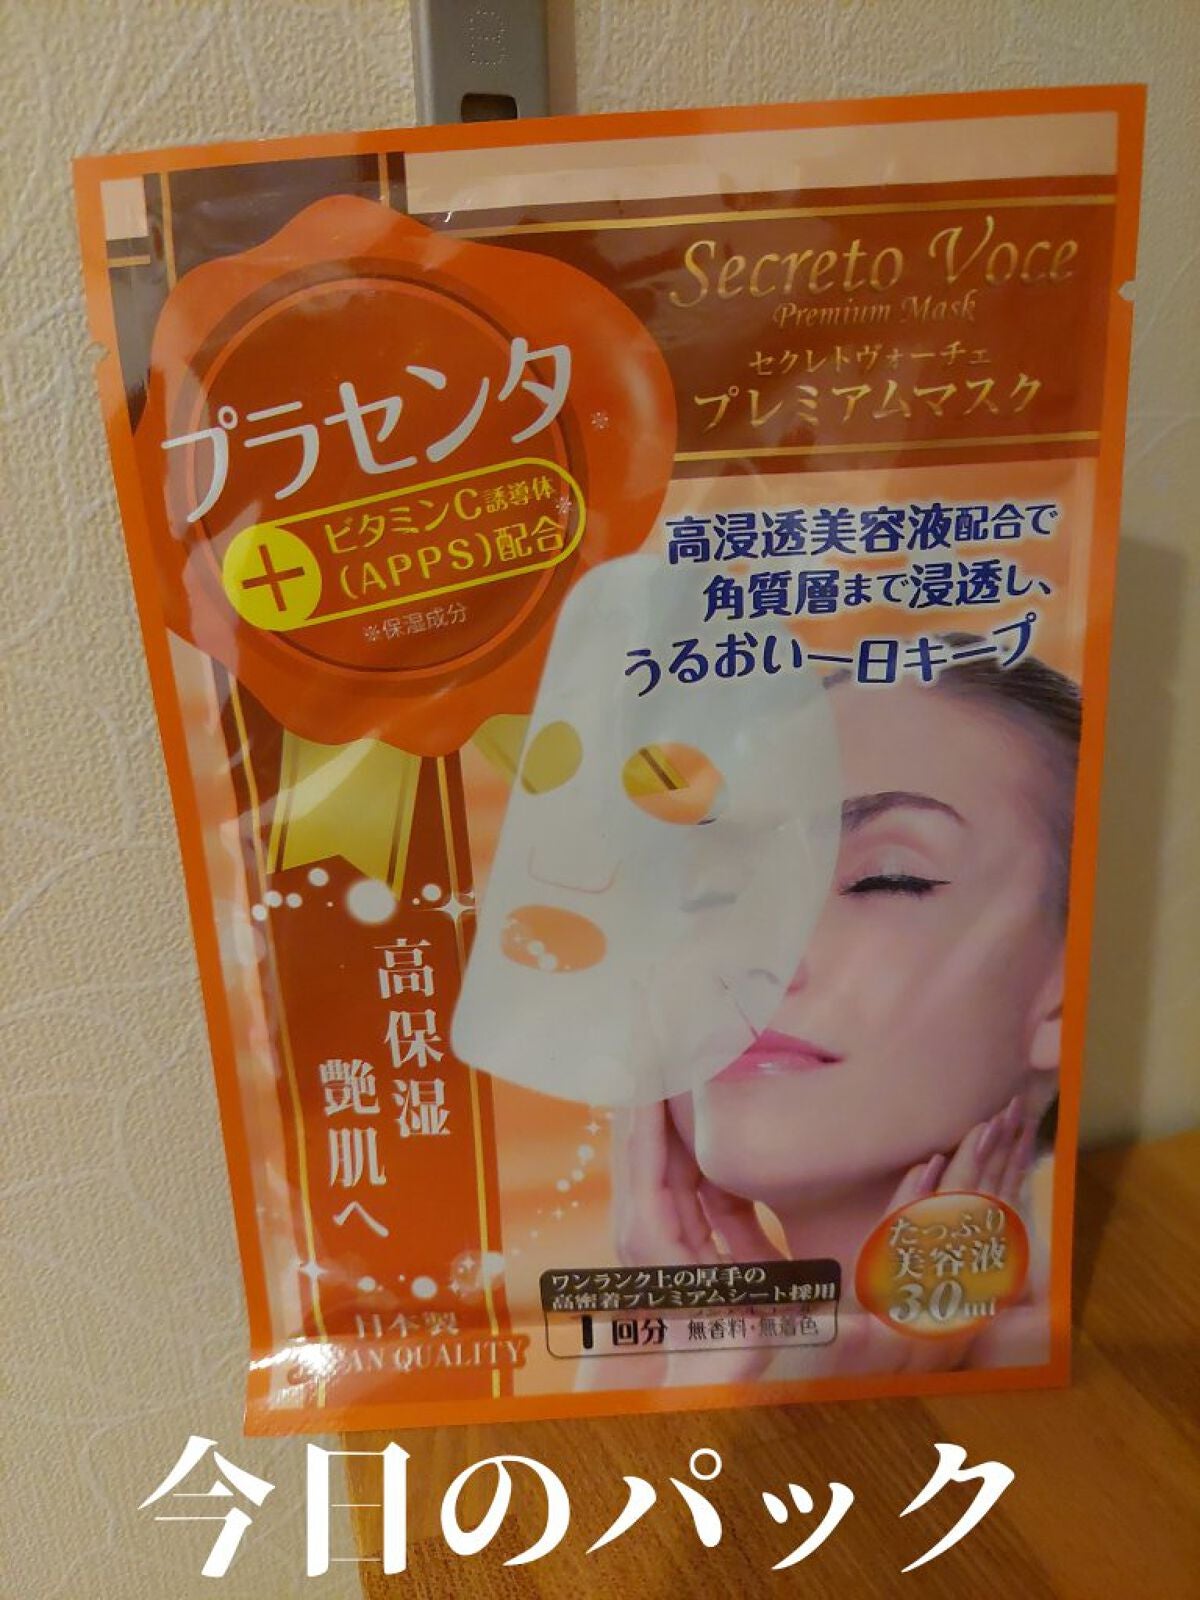 Secreto Voce
Premium Mask
セクレトヴォーチェ
プレミアムマスク
プラセンタ※
+ビタミンC誘導体※
(APPS)配合
※保湿成分
高浸透美容液配合で
角質層まで浸透し、
うるおい一日キープ
高保湿
艶肌へ
たっぷり
美容液
30ml
ワンランク上の厚手の
高密着プレミアムシート採用
1回分
無香料・無着色
日本製
QUALITY
今日のパック